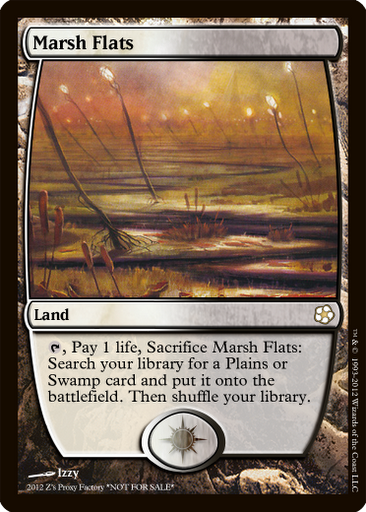 Marsh Flats
Land
, Pay 1 life, Sacrifice Marsh Flats:
Search your library for a Plains or
Swamp card and put it onto the
battlefield. Then shuffle your library.
Izzy
2012 Z's Proxy Factory *NOT FOR SALE*
™ & © 1993-2012 Wizards of the Coast LLC